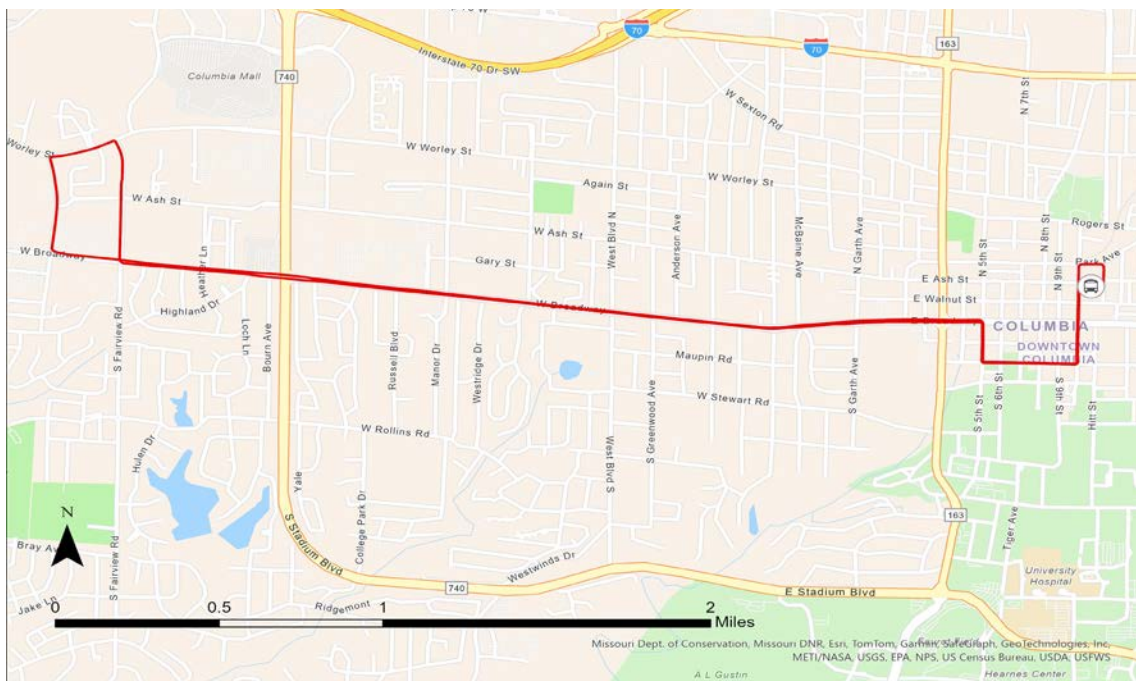 70
70
163
740
Interstate 70 Dr SW
Columbia Mall
W Sexton Rd
N 7th St
Worley St
W Worley St
W Worley St
Again St
W Ash St
W Ash St
West Blvd N
Anderson Ave
McBaine Ave
N Garth Ave
Rogers St
N 8th St
N 5th St
Park Ave
W Broadway
Heather Ln
Gary St
E Ash St
N 9th St
E Walnut St
Highland Dr
W Broadway
COLUMBIA
DOWNTOWN
COLUMBIA
S Fairview Rd
Loch Ln
Bourn Ave
Russell Blvd
Manor Dr
Westridge Dr
Maupin Rd
S Garth Ave
W Stewart Rd
S 5th St
S 6th St
S 9th St
Hitt St
S Greenwood Ave
W Rollins Rd
West Blvd S
Hulen Dr
Yale
College Park Dr
S Stadium Blvd
163
Tiger Ave
N
S Fairview Rd
Westwinds Dr
740
University
Hospital
Jake Ln
E Stadium Blvd
Ridgemont
0 0.5 1 2
Miles
Missouri Dept. of Conservation, Missouri DNR, Esri, TomTom, Garmin, SafeGraph, GeoTechnologies, Inc,
METI/NASA, USGS, EPA, NPS, US Census Bureau, USDA, USFWS
A L Gustin
Hearnes Center